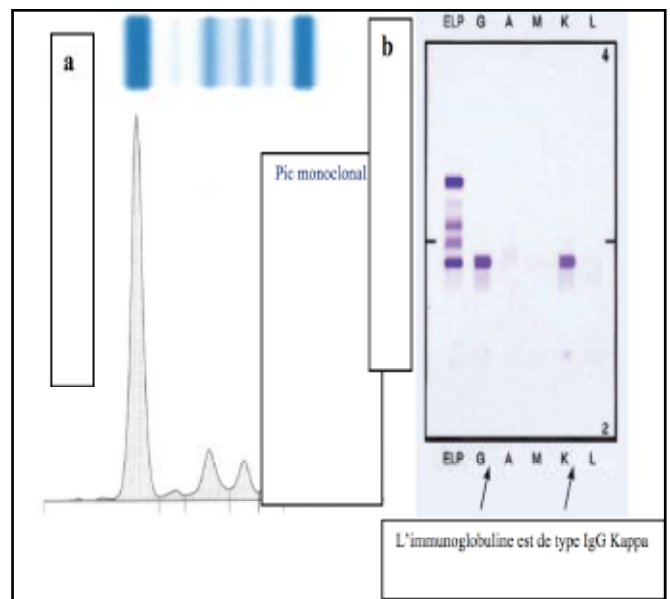 a
b
Pic monoclonal
ELP G A M K L
4
2
ELP G A M K L
L'immunoglobuline est de type IgG Kappa